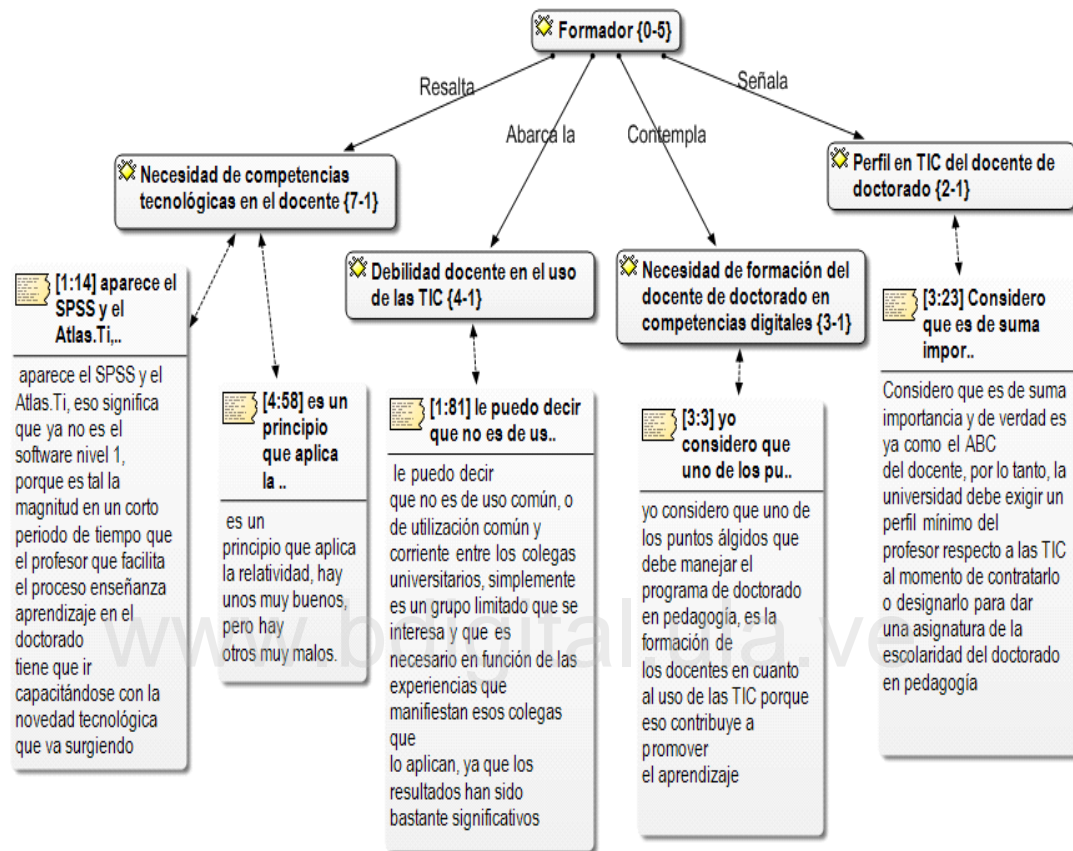 Formador {0-5}
Resalta
Abarca la
Contempla
Señala
Necesidad de competencias
tecnológicas en el docente {7-1}
Debilidad docente en el uso
de las TIC {4-1}
Necesidad de formación del
docente de doctorado en
competencias digitales {3-1}
Perfil en TIC del docente de
doctorado {2-1}
[1:14] aparece el
SPSS y el
Atlas.Ti,..
aparece el SPSS y el
Atlas.Ti, eso significa
que ya no es el
software nivel 1,
porque es tal la
magnitud en un corto
periodo de tiempo que
el profesor que facilita
el proceso enseñanza
aprendizaje en el
doctorado
tiene que ir
capacitándose con la
novedad tecnológica
que va surgiendo
[4:58] es un
principio
que aplica
la ..
es un
principio que aplica
la relatividad, hay
unos muy buenos,
pero hay
otros muy malos.
[1:81] le puedo decir
que no es de us..
le puedo decir
que no es de uso común, o
de utilización común y
corriente entre los colegas
universitarios, simplemente
es un grupo limitado que se
interesa y que es
necesario en función de las
experiencias que
manifiestan esos colegas
que
lo aplican, ya que los
resultados han sido
bastante significativos
[3:3] yo
considero que
uno de los pu..
yo considero que uno de
los puntos álgidos que
debe manejar el
programa de doctorado
en pedagogía, es la
formación de
los docentes en cuanto
al uso de las TIC porque
eso contribuye a
promover
el aprendizaje
[3:23] Considero
que es de suma
impor..
Considero que es de suma
importancia y de verdad es
ya como el ABC
del docente, por lo tanto, la
universidad debe exigir un
perfil mínimo del
profesor respecto a las TIC
al momento de contratarlo
o designarlo para dar
una asignatura de la
escolaridad del doctorado
en pedagogía
www.bdigital.ula.ve